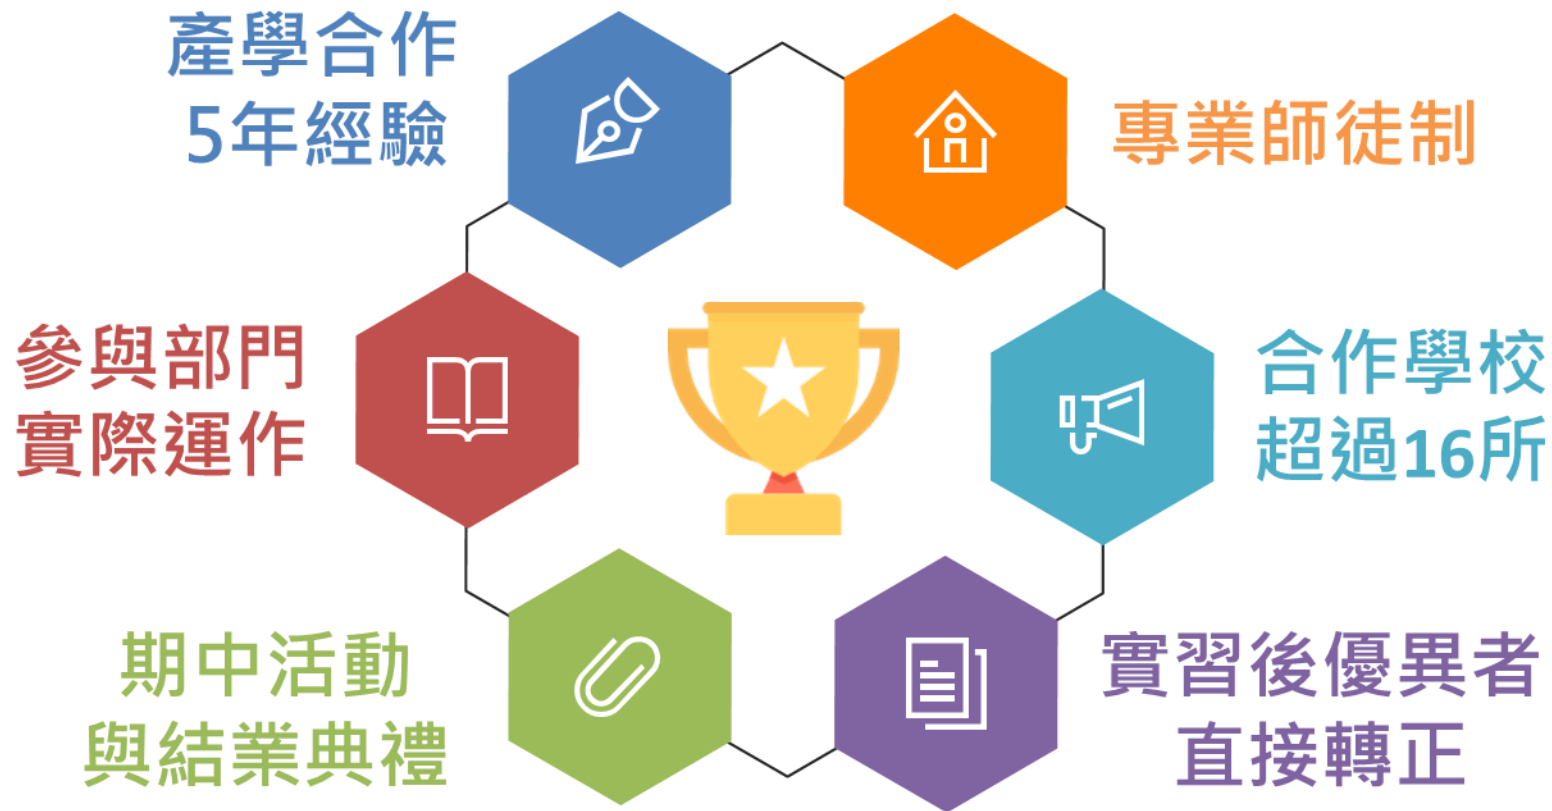 產學合作
5年經驗
專業師徒制
參與部門
實際運作
合作學校
超過16所
期中活動
與結業典禮
實習後優異者
直接轉正